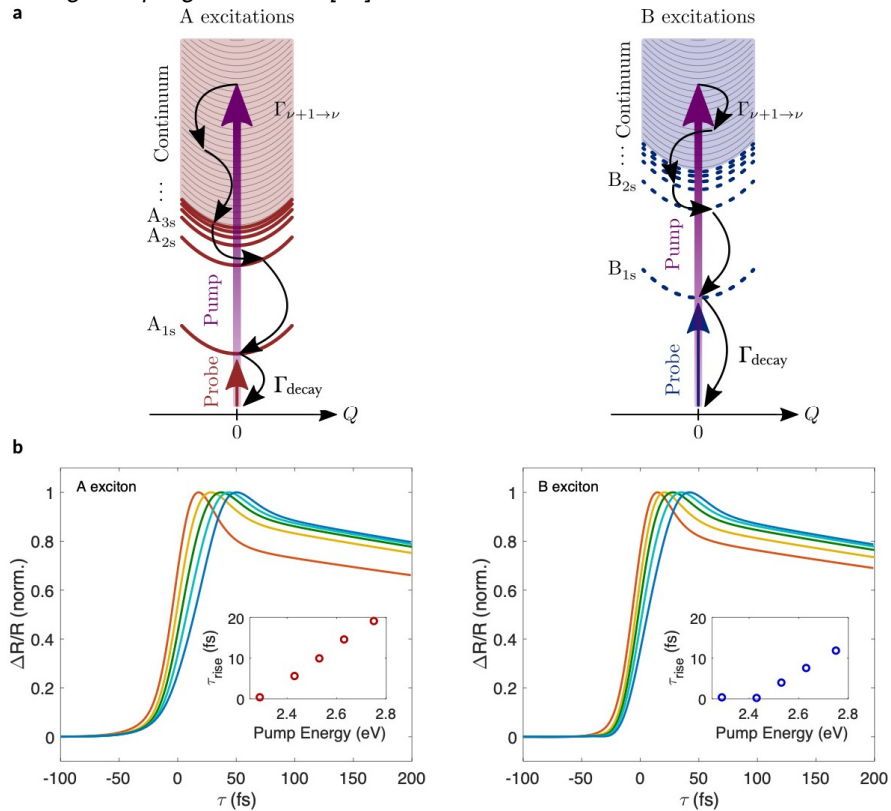 a
A excitations
B excitations
Continuum
...
A3s
A2s
A1s
Γν+1→ν
Pump
Probe
Γdecay
Q
0
Continuum
...
B2s
B1s
Γν+1→ν
Pump
Probe
Γdecay
Q
0
b
A exciton
ΔR/R (norm.)
1
0.8
0.6
0.4
0.2
0
-100 -50 0 50 100 150 200
τ (fs)
τrise (fs)
20
10
0
2.4 2.6 2.8
Pump Energy (eV)
B exciton
ΔR/R (norm.)
1
0.8
0.6
0.4
0.2
0
-100 -50 0 50 100 150 200
τ (fs)
τrise (fs)
20
10
0
2.4 2.6 2.8
Pump Energy (eV)